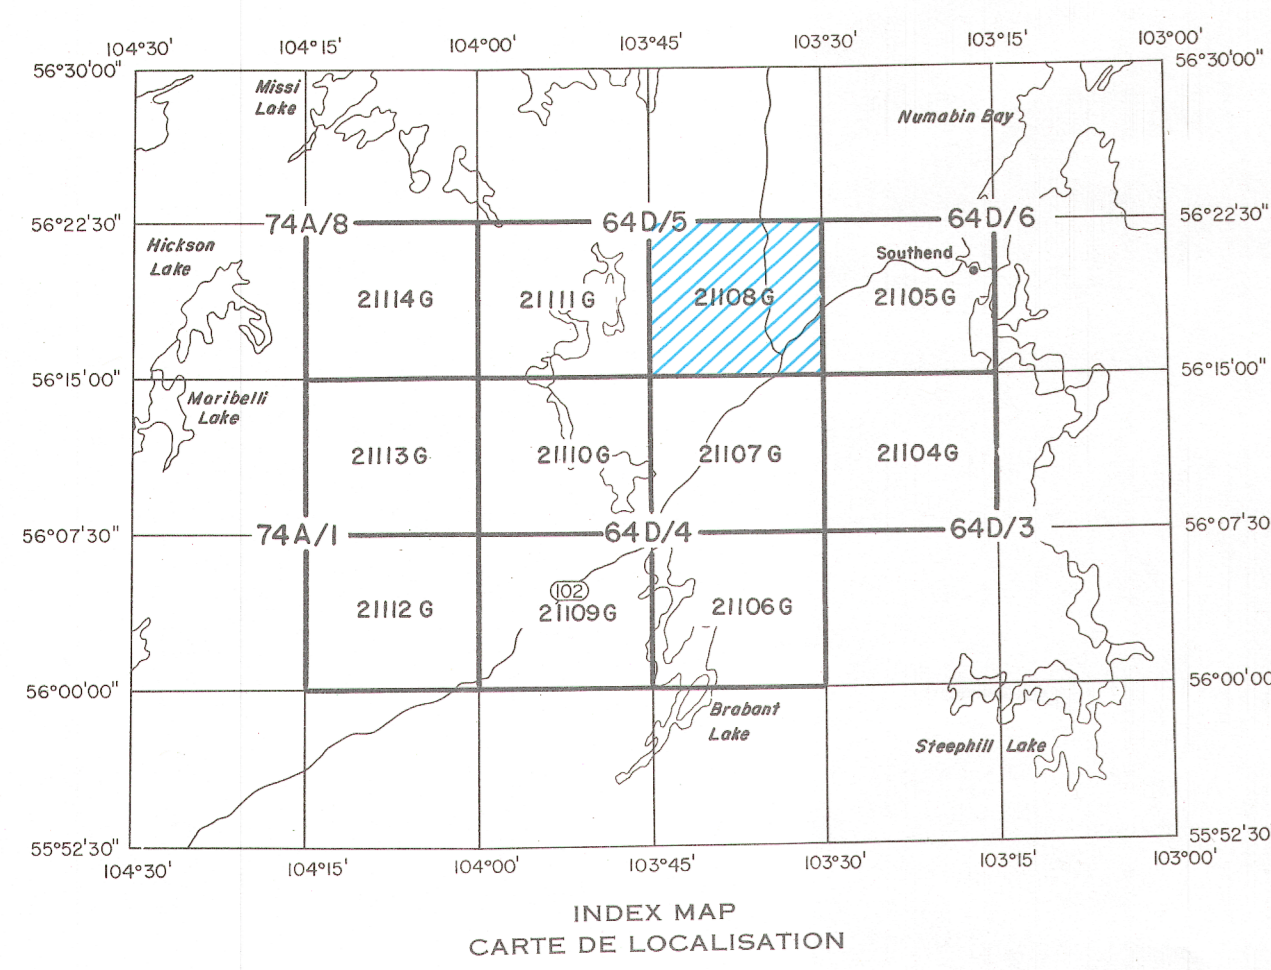 104°30' 104°15' 104°00' 103°45' 103°30' 103°15' 103°00'
56°30'00" 56°30'00"
Missi
Lake
Numabin Bay
56°22'30" 74A/8 64D/5 64D/6 56°22'30"
Hickson
Lake
Southend
21114G 21111G 21108G 21105G
56°15'00" 56°15'00"
Maribelli
Lake
21113G 21110G 21107G 21104G
56°07'30" 74A/1 64D/4 64D/3 56°07'30
102
21112G 21109G 21106G
56°00'00" 56°00'00
Brabant
Lake
Steephill Lake
55°52'30" 55°52'30
104°30' 104°15' 104°00' 103°45' 103°30' 103°15' 103°00'
INDEX MAP
CARTE DE LOCALISATION